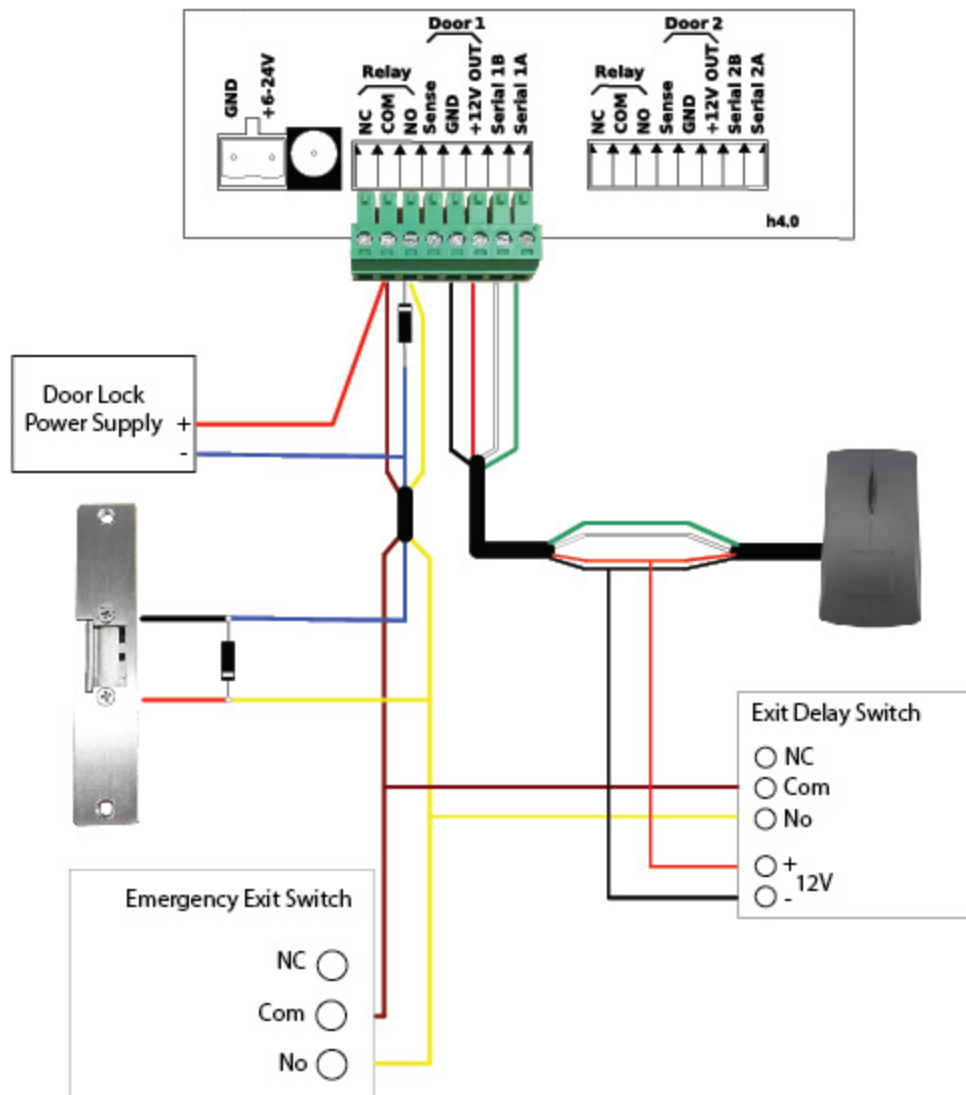 Door 1
Door 2
GND
+6-24V
Relay
NC
COM
NO
Sense
GND
+12V OUT
Serial 1B
Serial 1A
Relay
NC
COM
NO
Sense
GND
+12V OUT
Serial 2B
Serial 2A
h4.0
Door Lock
Power Supply +
-
Exit Delay Switch
NC
Com
No
+
12V
-
Emergency Exit Switch
NC
Com
No